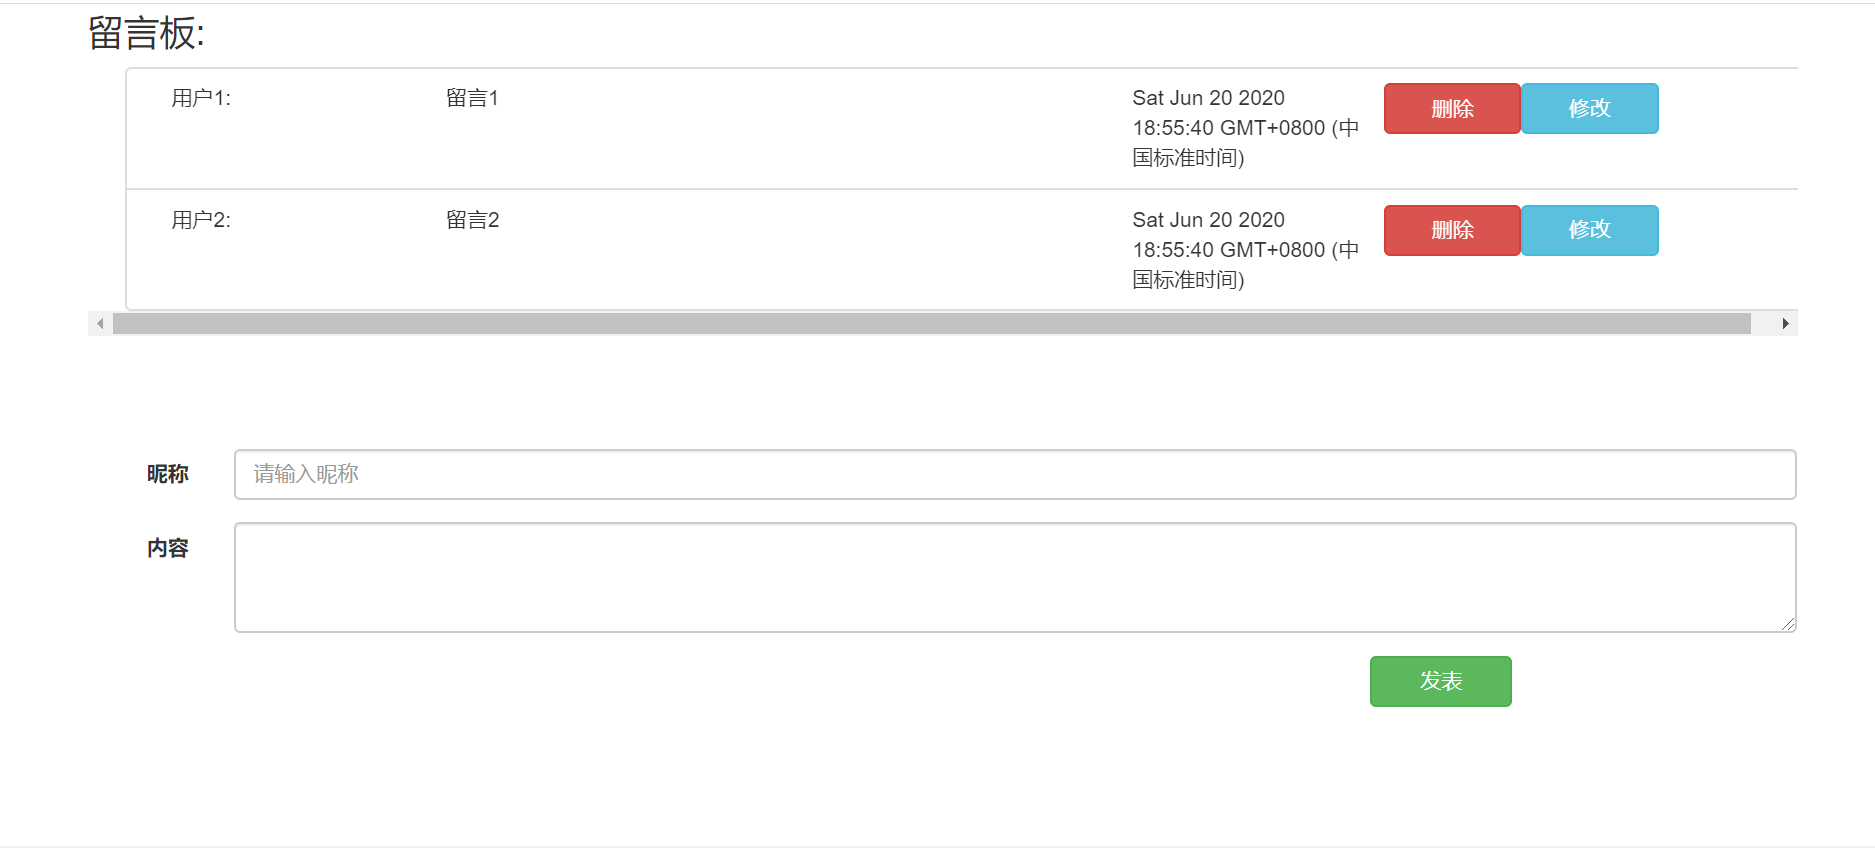 留言板:
用户1:
留言1
Sat Jun 20 2020
18:55:40 GMT+0800 (中
国标准时间)
删除
修改
用户2:
留言2
Sat Jun 20 2020
18:55:40 GMT+0800 (中
国标准时间)
删除
修改
昵称
请输入昵称
内容
发表